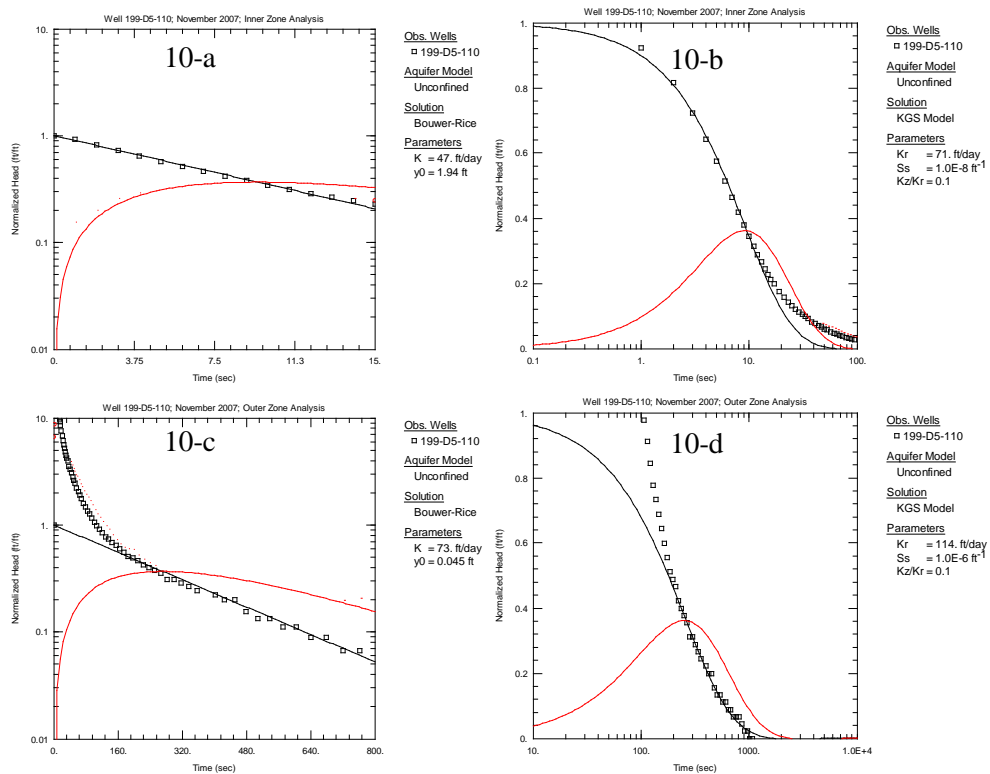 Well 199-D5-110; November 2007; Inner Zone Analysis
10-a
10.
1.
0.1
0.01
Normalized Head (ft/ft)
0.
3.75
7.5
11.3
15.
Time (sec)
Obs. Wells
199-D5-110
Aquifer Model
Unconfined
Solution
Bouwer-Rice
Parameters
K = 47. ft/day
y0 = 1.94 ft
Well 199-D5-110; November 2007; Inner Zone Analysis
10-b
1.
0.8
0.6
0.4
0.2
0.
Normalized Head (ft/ft)
0.1
1.
10.
100.
Time (sec)
Obs. Wells
199-D5-110
Aquifer Model
Unconfined
Solution
KGS Model
Parameters
Kr = 71. ft/day
Ss = 1.0E-8 ft-1
Kz/Kr = 0.1
Well 199-D5-110; November 2007; Outer Zone Analysis
10-c
10.
1.
0.1
0.01
Normalized Head (ft/ft)
0.
160.
320.
480.
640.
800.
Time (sec)
Obs. Wells
199-D5-110
Aquifer Model
Unconfined
Solution
Bouwer-Rice
Parameters
K = 73. ft/day
y0 = 0.045 ft
Well 199-D5-110; November 2007; Outer Zone Analysis
10-d
1.
0.8
0.6
0.4
0.2
0.
Normalized Head (ft/ft)
10.
100.
1000.
1.0E+4
Time (sec)
Obs. Wells
199-D5-110
Aquifer Model
Unconfined
Solution
KGS Model
Parameters
Kr = 114. ft/day
Ss = 1.0E-6 ft-1
Kz/Kr = 0.1